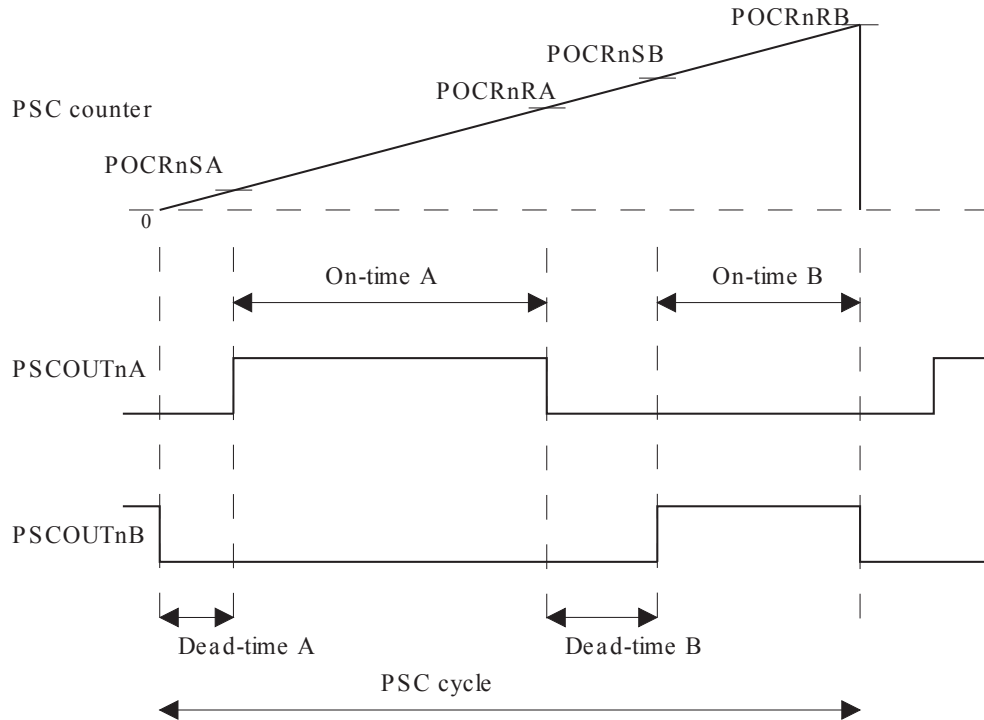 POCRnRB
POCRnSB
POCRnRA
PSC counter
POCRnSA
0
On-time A
On-time B
PSCOUTnA
PSCOUTnB
Dead-time A
Dead-time B
PSC cycle